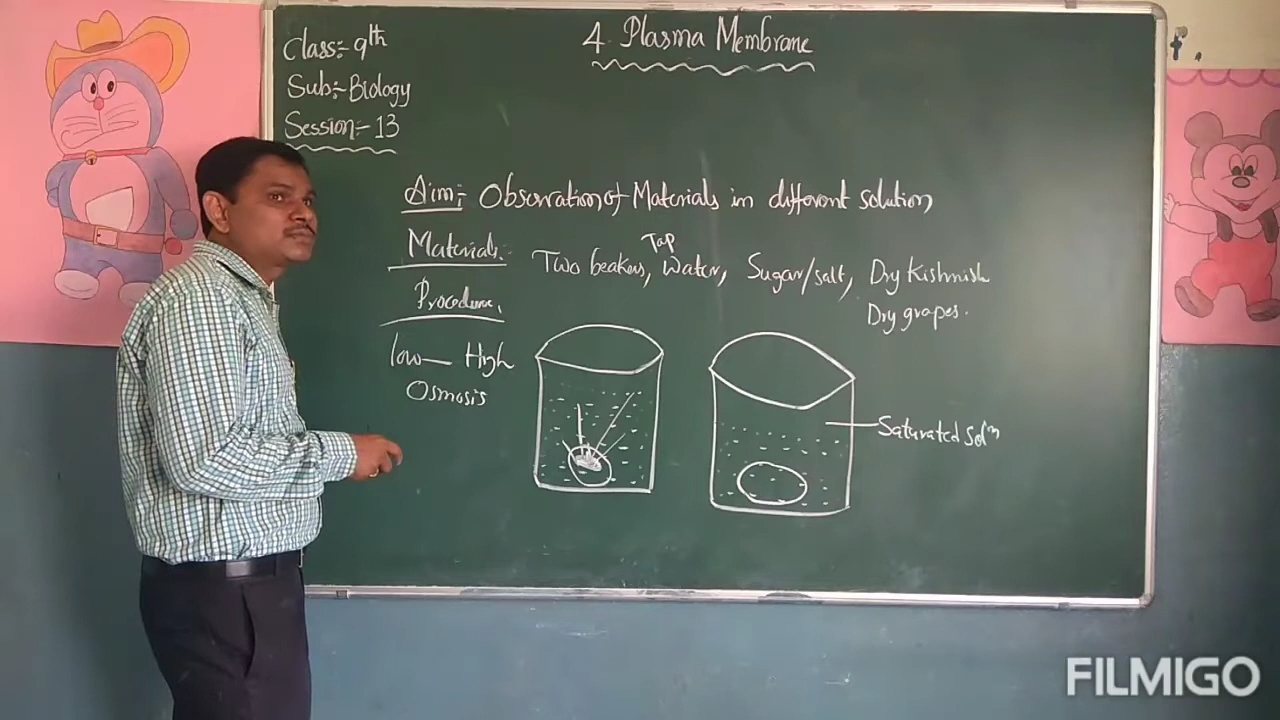 Class:- 9th
Sub:- Biology
Session:- 13
4. Plasma Membrane
Aim:- Observation of Materials in different solution
Materials:- Two beakers, Tap Water, Sugar/salt, Dry Kishmish
Dry grapes.
Procedure,
low — High
Osmosis
Saturated Solⁿ
FILMIGO